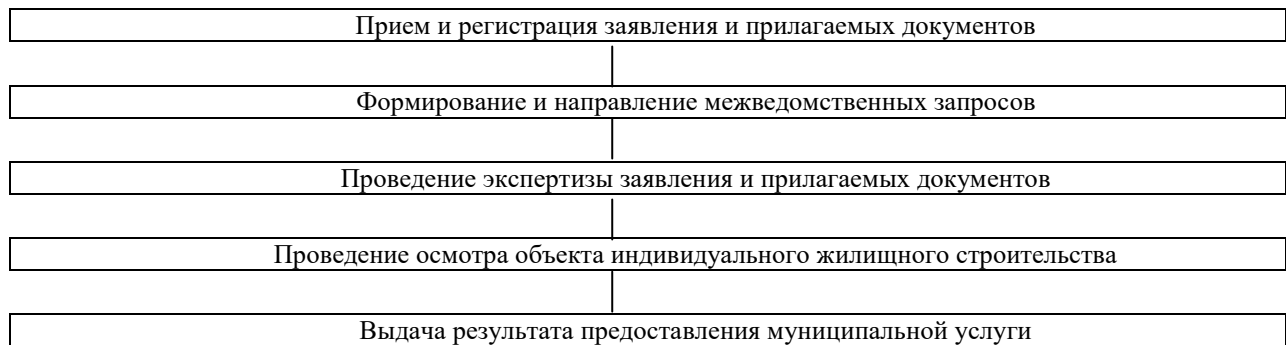 Прием и регистрация заявления и прилагаемых документов
Формирование и направление межведомственных запросов
Проведение экспертизы заявления и прилагаемых документов
Проведение осмотра объекта индивидуального жилищного строительства
Выдача результата предоставления муниципальной услуги